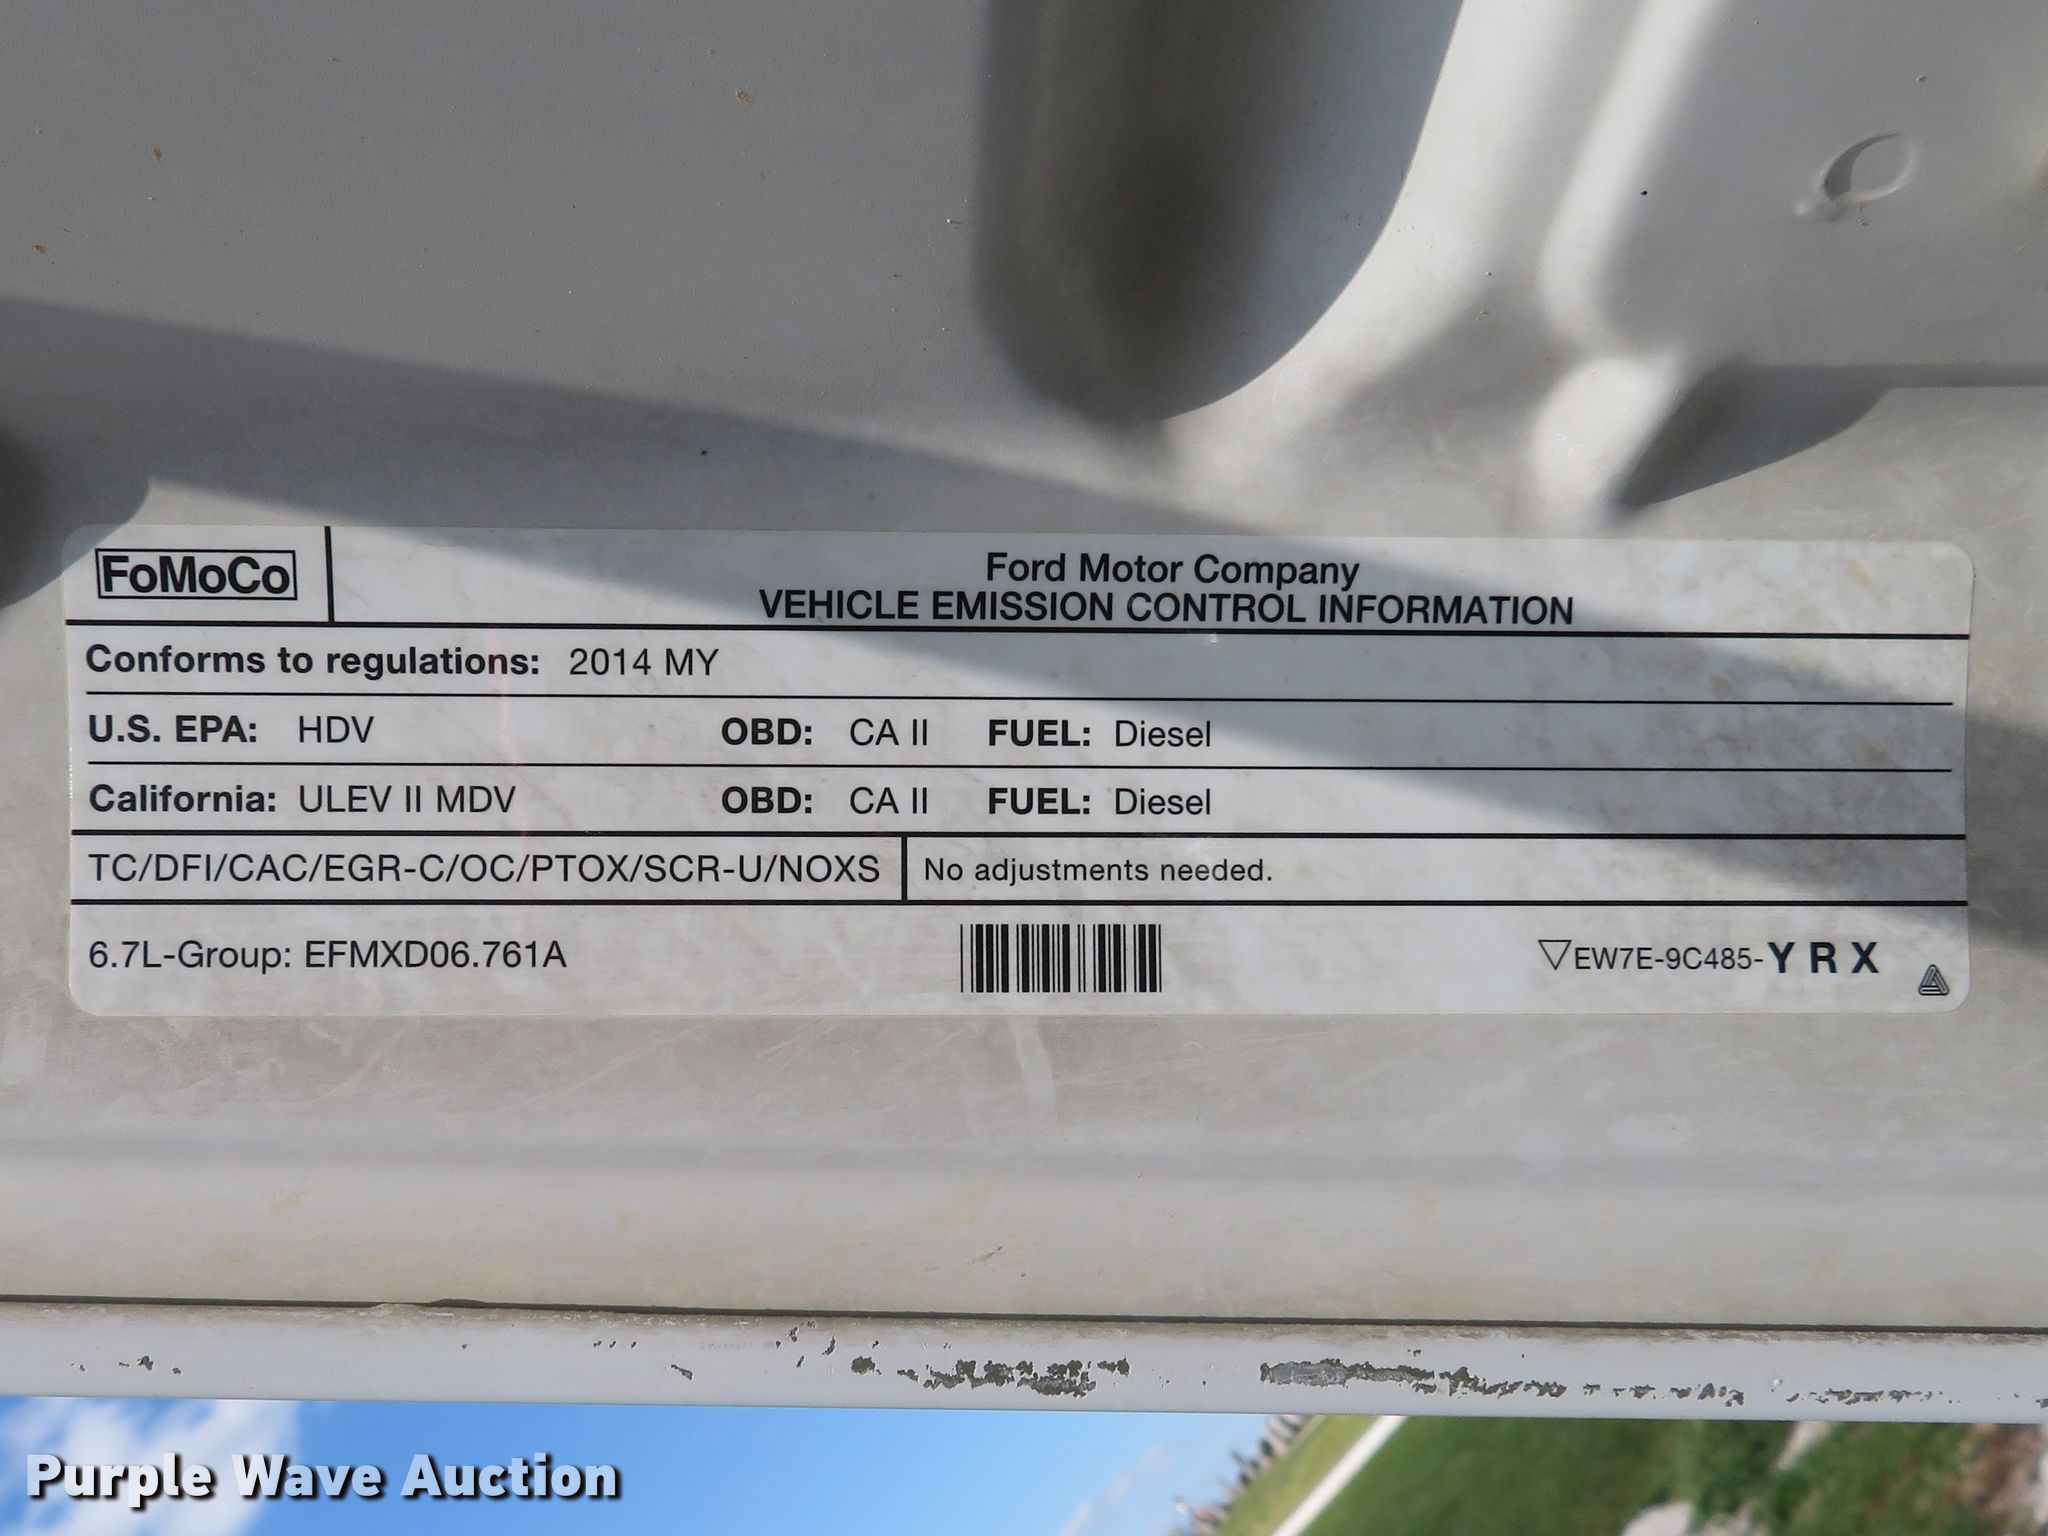 FoMoCo
Ford Motor Company
VEHICLE EMISSION CONTROL INFORMATION
Conforms to regulations: 2014 MY
U.S. EPA: HDV OBD: CA II FUEL: Diesel
California: ULEV II MDV OBD: CA II FUEL: Diesel
TC/DFI/CAC/EGR-C/OC/PTOX/SCR-U/NOXS No adjustments needed.
6.7L-Group: EFMXD06.761A ▽EW7E-9C485-Y R X
Purple Wave Auction